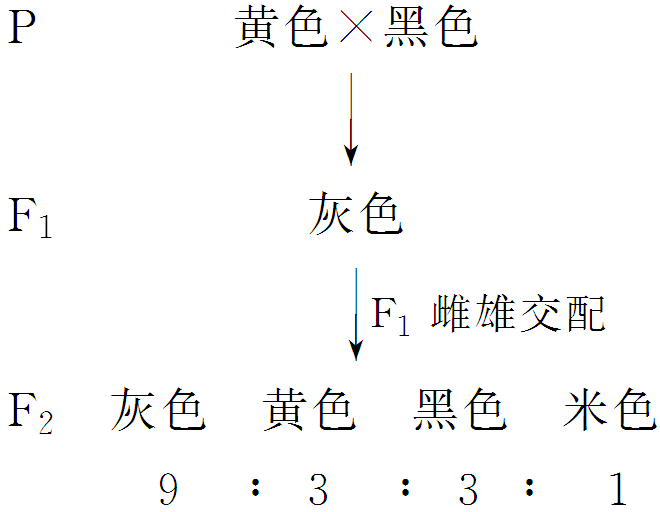 P 黄色×黑色
F₁ 灰色
F₁ 雌雄交配
F₂ 灰色 黄色 黑色 米色
9 : 3 : 3 : 1